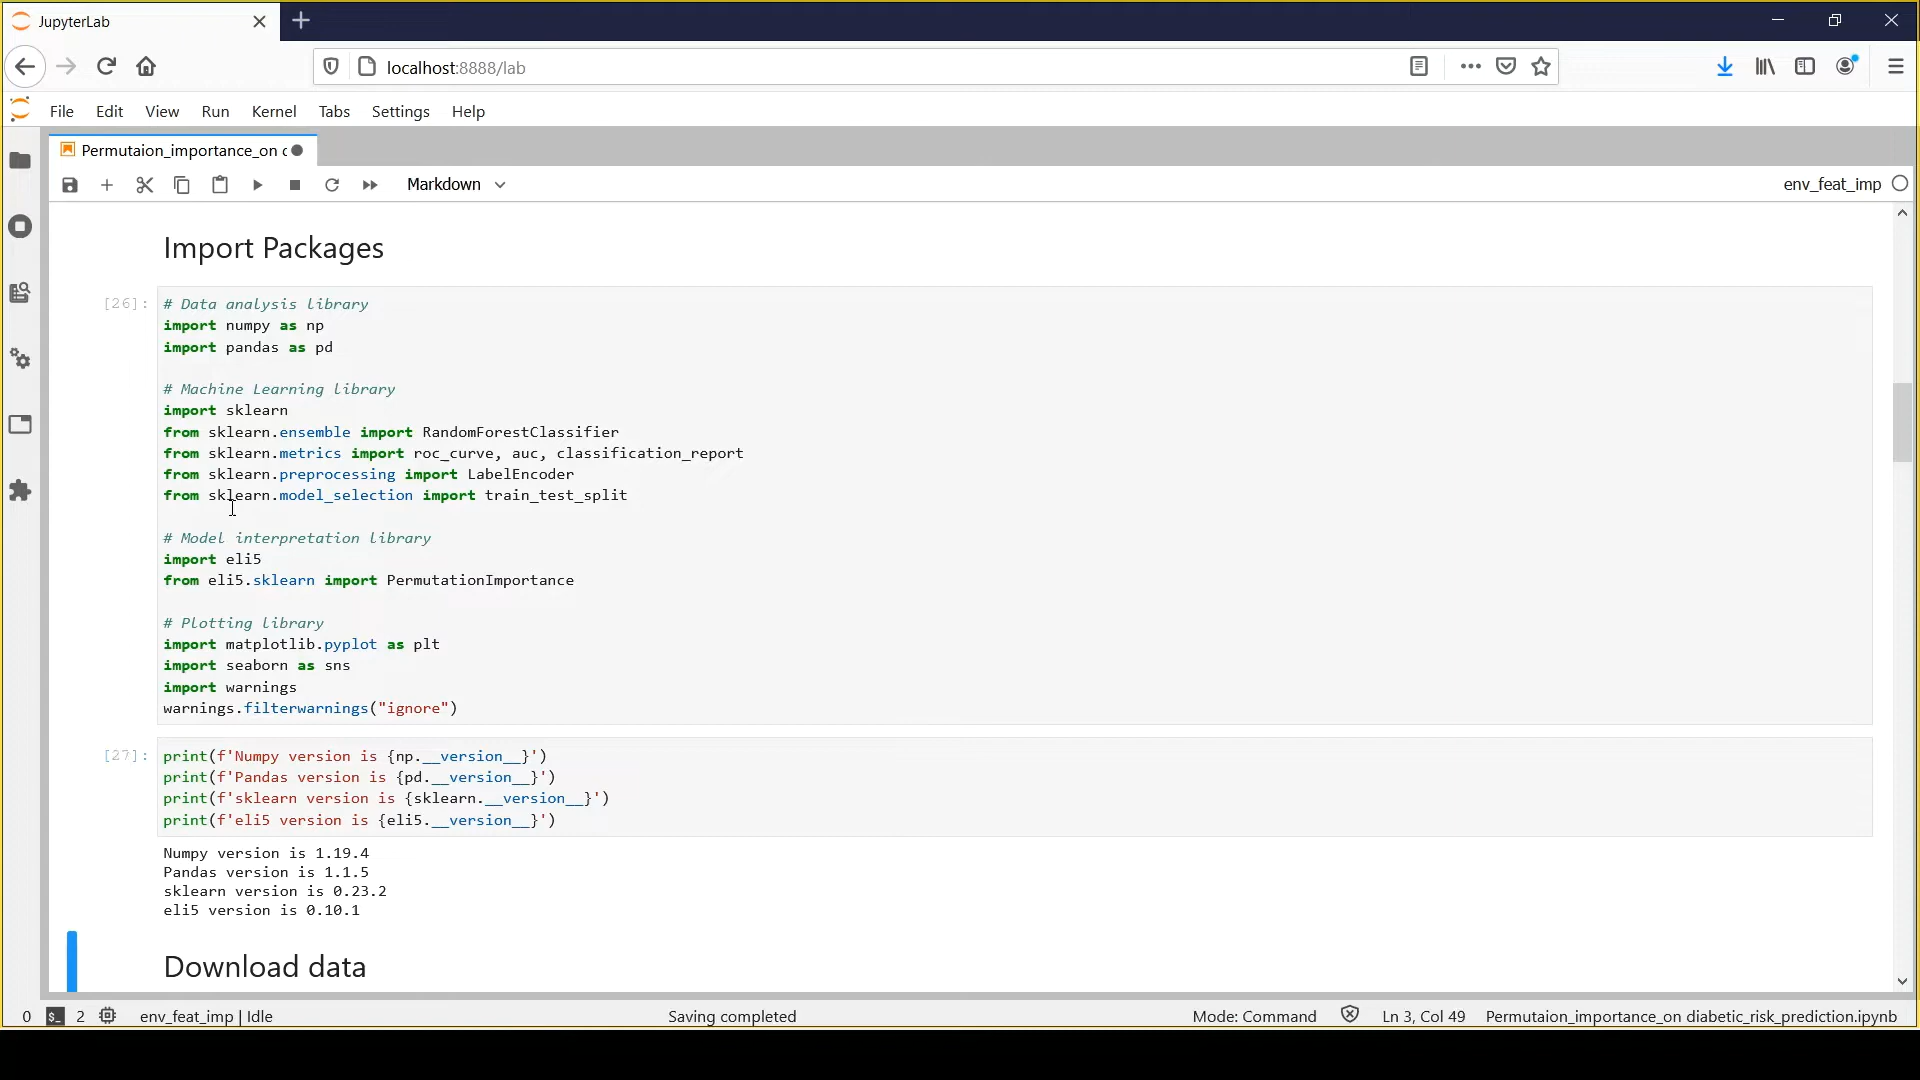 JupyterLab
localhost:8888/lab
File Edit View Run Kernel Tabs Settings Help
Permutaion_importance_on c
Markdown
env_feat_imp
Import Packages
[26]:
# Data analysis library
import numpy as np
import pandas as pd
# Machine Learning library
import sklearn
from sklearn.ensemble import RandomForestClassifier
from sklearn.metrics import roc_curve, auc, classification_report
from sklearn.preprocessing import LabelEncoder
from sklearn.model_selection import train_test_split
# Model interpretation library
import eli5
from eli5.sklearn import PermutationImportance
# Plotting library
import matplotlib.pyplot as plt
import seaborn as sns
import warnings
warnings.filterwarnings("ignore")
[27]:
print(f'Numpy version is {np.__version__}')
print(f'Pandas version is {pd.__version__}')
print(f'sklearn version is {sklearn.__version__}')
print(f'eli5 version is {eli5.__version__}')
Numpy version is 1.19.4
Pandas version is 1.1.5
sklearn version is 0.23.2
eli5 version is 0.10.1
Download data
0 $_ 2 env_feat_imp | Idle Saving completed Mode: Command Ln 3, Col 49 Permutaion_importance_on diabetic_risk_prediction.ipynb